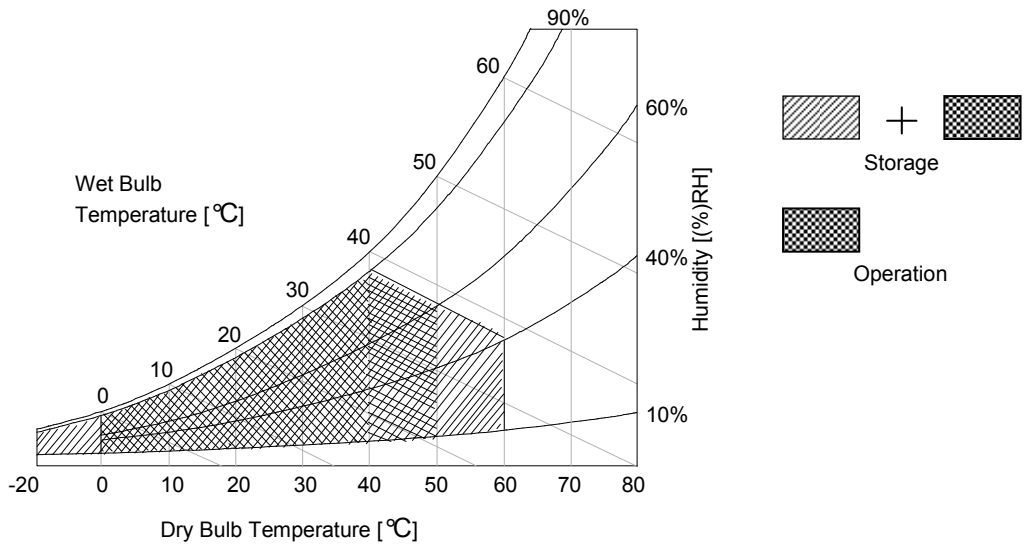 90%
60
60%
50
Wet Bulb
Temperature [℃]
Storage
40
40%
Humidity [(%)RH]
Operation
30
20
10
0
10%
-20 0 10 20 30 40 50 60 70 80
Dry Bulb Temperature [℃]